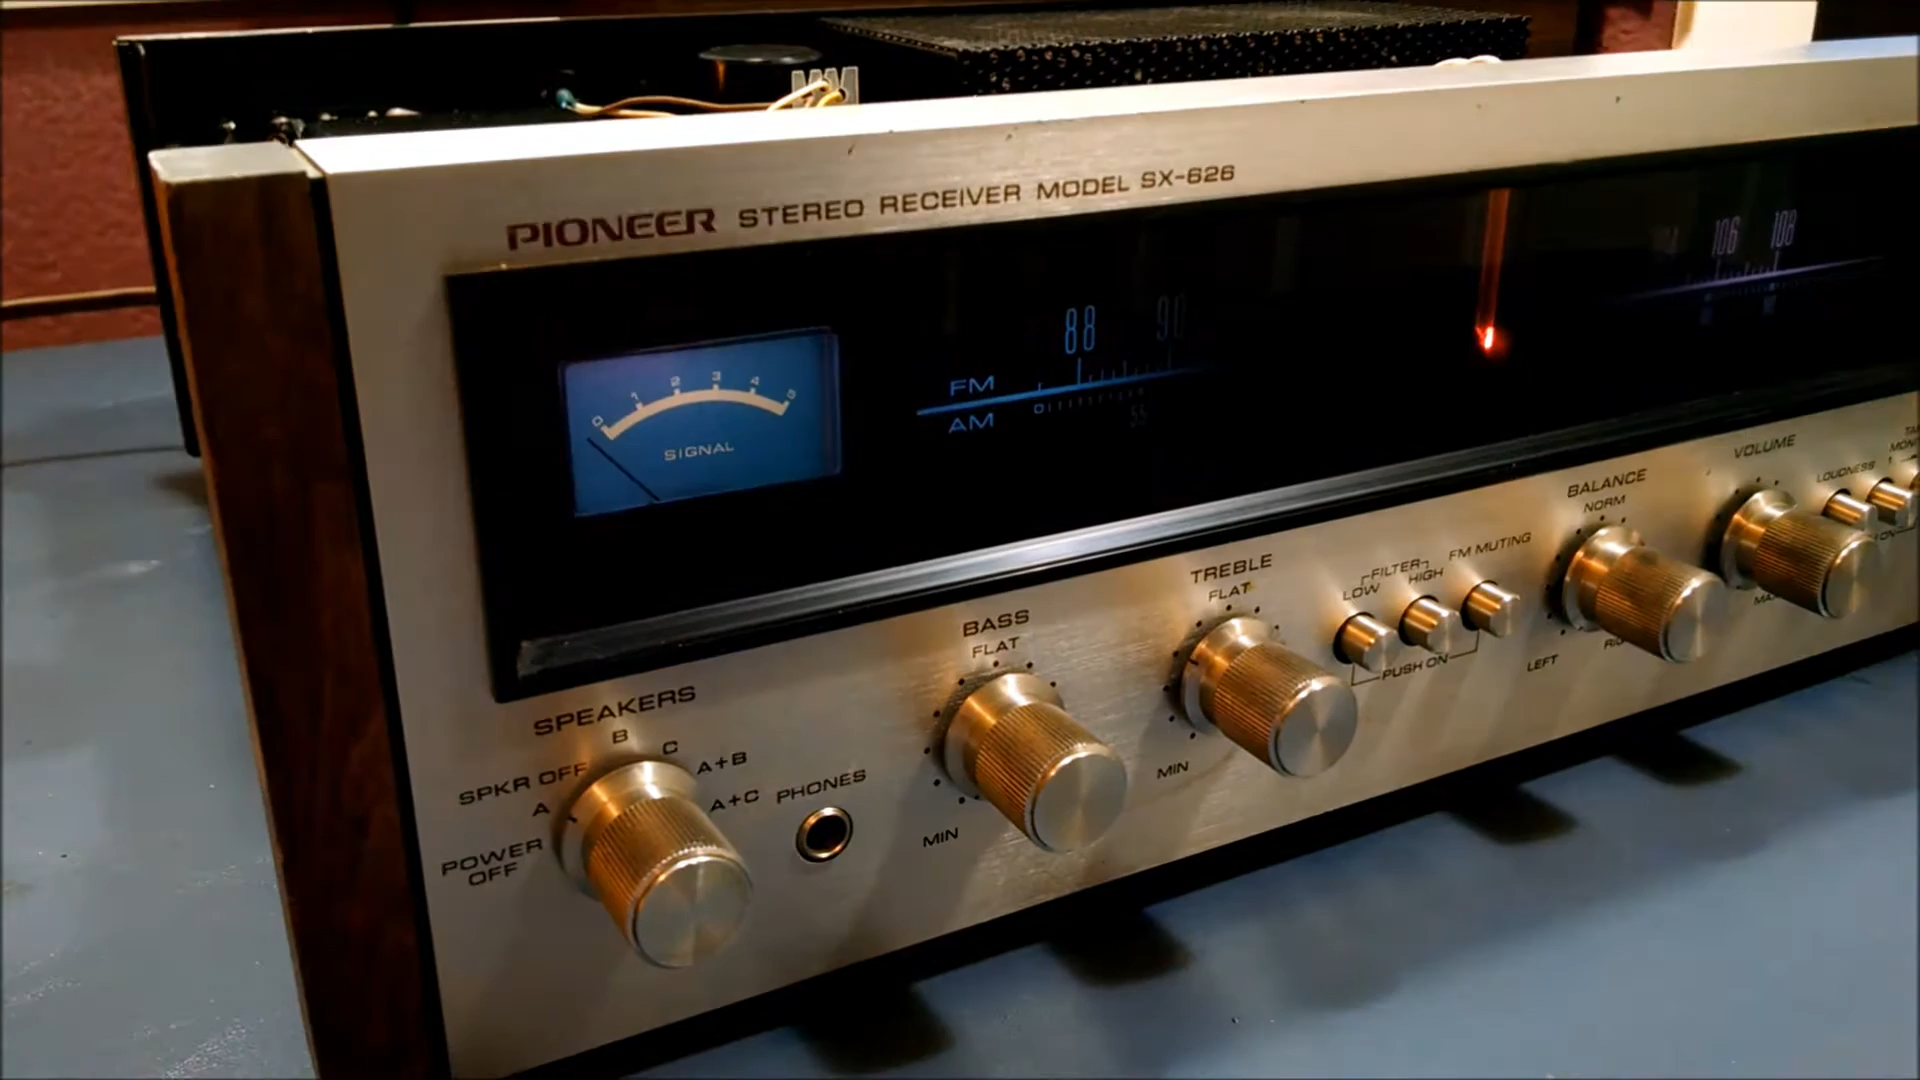 PIONEER STEREO RECEIVER MODEL SX-626
106 108
88 90
0 1 2 3 4 5
SIGNAL
FM
AM
55
VOLUME
LOUDNESS
BALANCE
NORM
LEFT
FM MUTING
FILTER
LOW HIGH
PUSH ON
TREBLE
FLAT
MIN
BASS
FLAT
MIN
SPEAKERS
B
C
SPKR OFF
A+B
A
A+C
POWER
OFF
PHONES